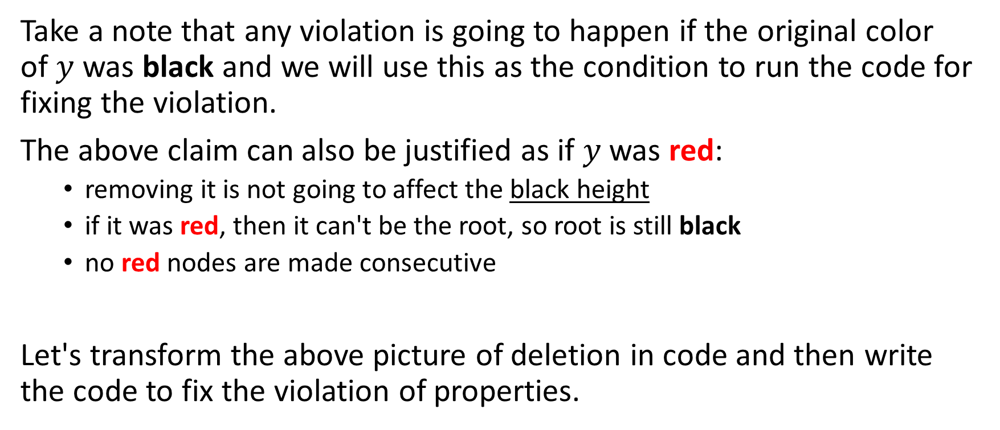 Take a note that any violation is going to happen if the original color
of y was black and we will use this as the condition to run the code for
fixing the violation.
The above claim can also be justified as if y was red:
• removing it is not going to affect the black height
• if it was red, then it can't be the root, so root is still black
• no red nodes are made consecutive
Let's transform the above picture of deletion in code and then write
the code to fix the violation of properties.